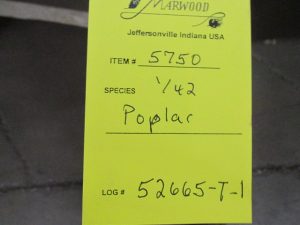 MARWOOD
Jeffersonville Indiana USA
ITEM # 5750
SPECIES 1/42
Poplar
LOG # 52665-T-1